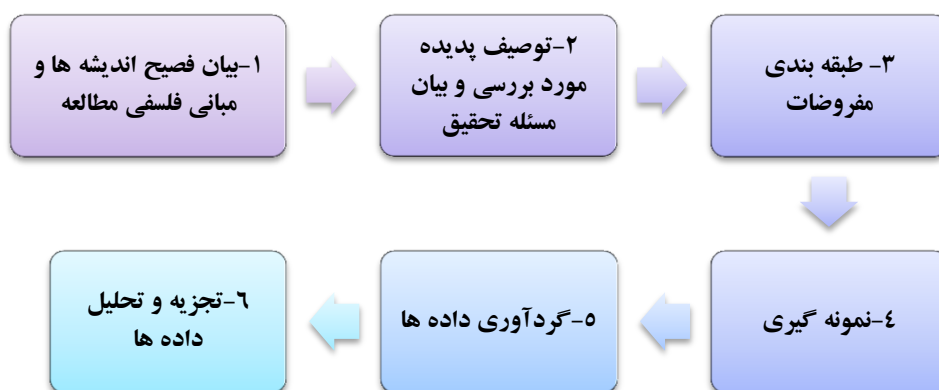 ۱-بیان فصیح اندیشه ها و
مبانی فلسفی مطالعه
۲-توصیف پدیده
مورد بررسی و بیان
مسئله تحقیق
۳- طبقه بندی
مفروضات
٤-نمونه گیری
۵-گردآوری داده ها
٦-تجزیه و تحلیل
داده ها